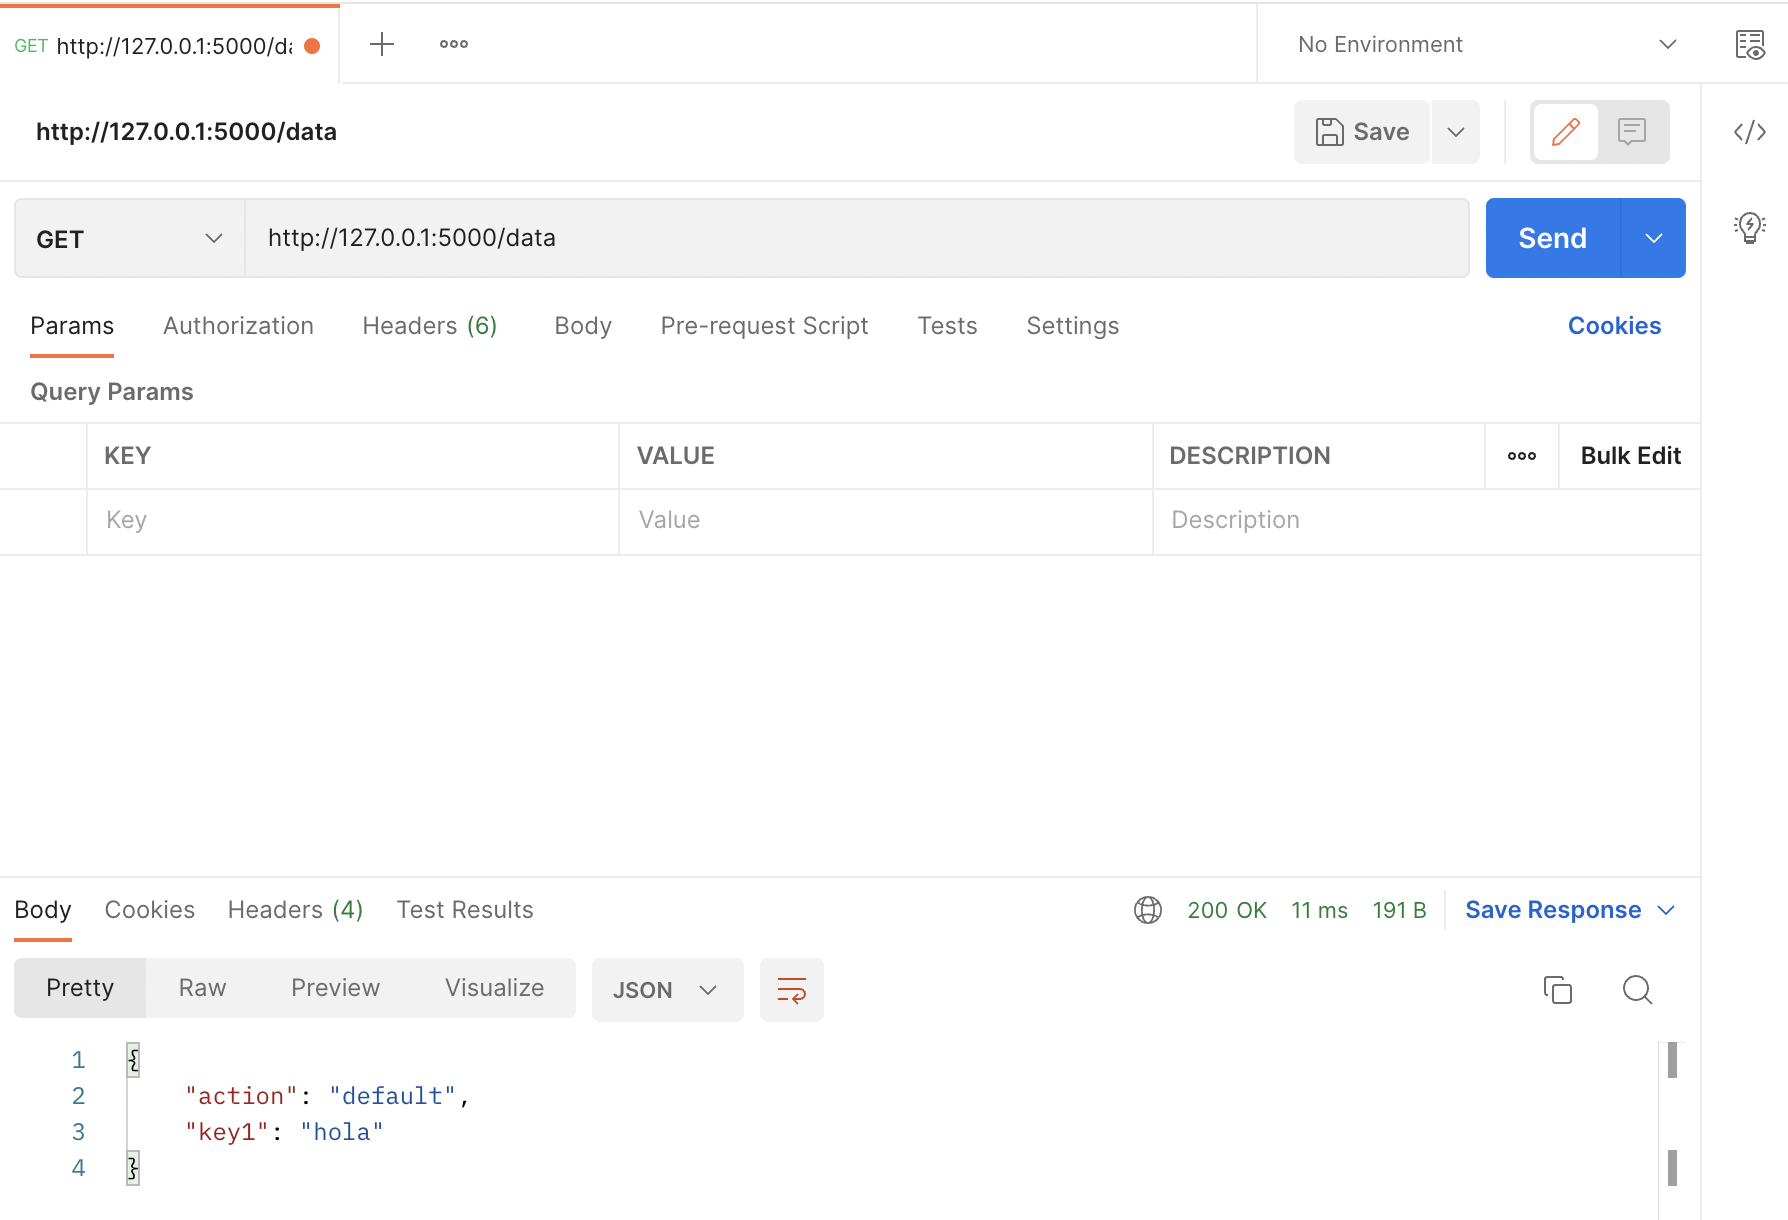 GET http://127.0.0.1:5000/da
No Environment
http://127.0.0.1:5000/data
Save
GET http://127.0.0.1:5000/data Send
Params Authorization Headers (6) Body Pre-request Script Tests Settings Cookies
Query Params
KEY VALUE DESCRIPTION Bulk Edit
Key Value Description
Body Cookies Headers (4) Test Results 200 OK 11 ms 191 B Save Response
Pretty Raw Preview Visualize JSON
1 {
2 "action": "default",
3 "key1": "hola"
4 }